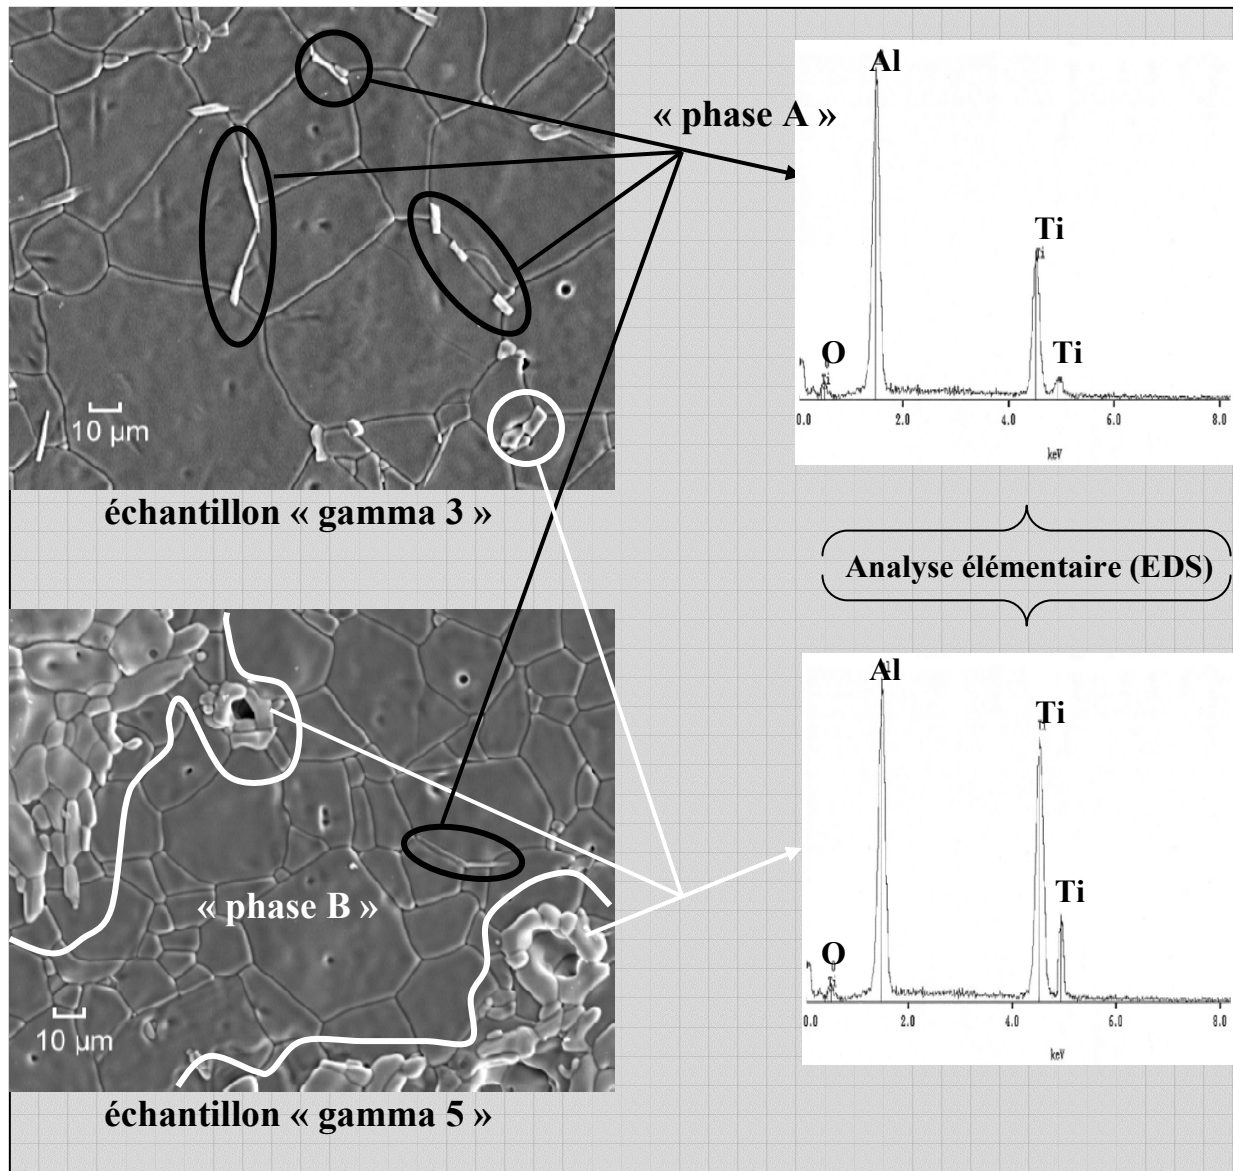 Al
« phase A »
Ti
Ti
O
0.0 2.0 4.0 6.0 8.0
keV
10 µm
échantillon « gamma 3 »
Analyse élémentaire (EDS)
Al
Ti
Ti
O
0.0 2.0 4.0 6.0 8.0
keV
« phase B »
10 µm
échantillon « gamma 5 »